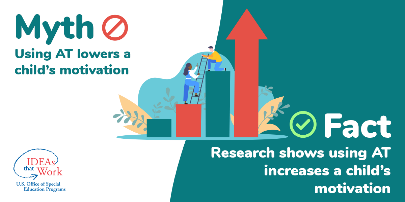 Myth
Using AT lowers a
child's motivation
Fact
Research shows using AT
increases a child's
motivation
IDEA
that
Work
U.S. Office of Special
Education Programs